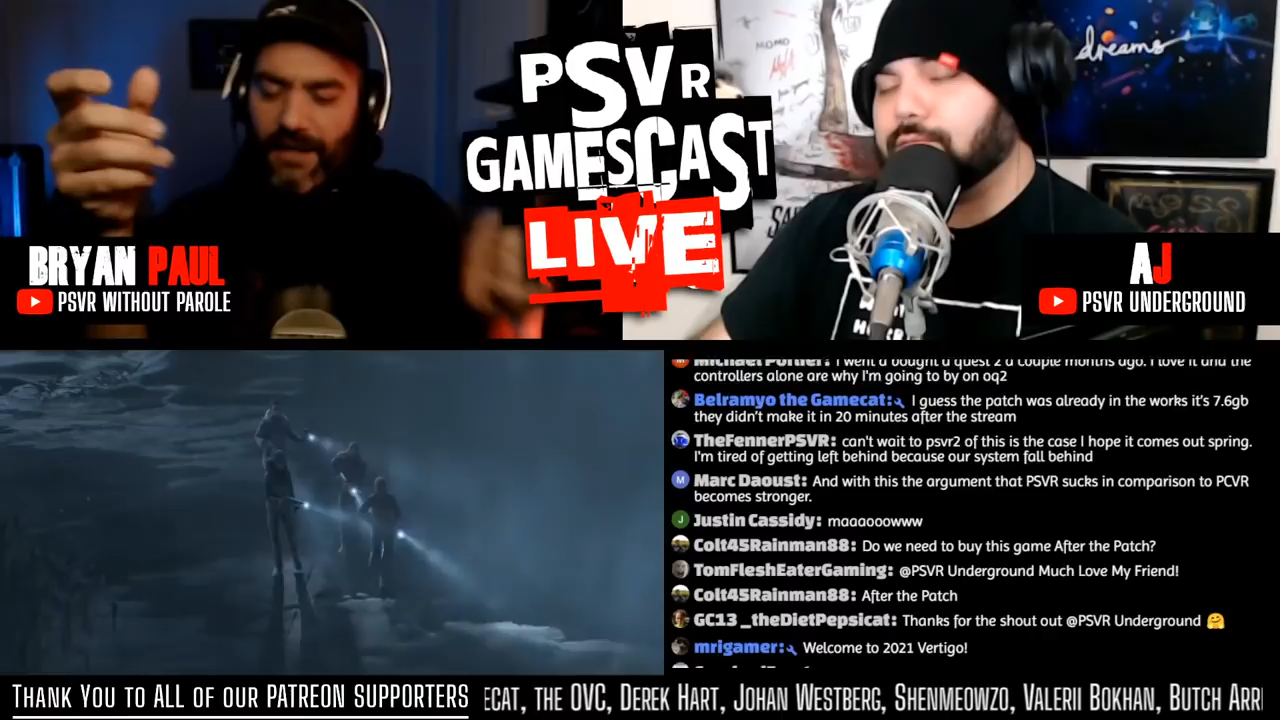 PSVR
GAMESCAST
LIVE
MOMO
dreams
BRYAN PAUL
PSVR WITHOUT PAROLE
AJ
PSVR UNDERGROUND
I went a bought a quest 2 a couple months ago. I love it and the
controllers alone are why I'm going to by on oq2
Belramyo the Gamecat: I guess the patch was already in the works it's 7.6gb
they didn't make it in 20 minutes after the stream
TheFennerPSVR: can't wait to psvr2 of this is the case I hope it comes out spring.
I'm tired of getting left behind because our system fall behind
Marc Daoust: And with this the argument that PSVR sucks in comparison to PCVR
becomes stronger.
Justin Cassidy: maaaooowww
Colt45Rainman88: Do we need to buy this game After the Patch?
TomFleshEaterGaming: @PSVR Underground Much Love My Friend!
Colt45Rainman88: After the Patch
GC13 _theDietPepsicat: Thanks for the shout out @PSVR Underground 🤗
mrigamer: Welcome to 2021 Vertigo!
THANK YOU TO ALL OF OUR PATREON SUPPORTERS ECAT, THE OVC, DEREK HART, JOHAN WESTBERG, SHENMEOWZO, VALERII BOKHAN, BUTCH ARRI